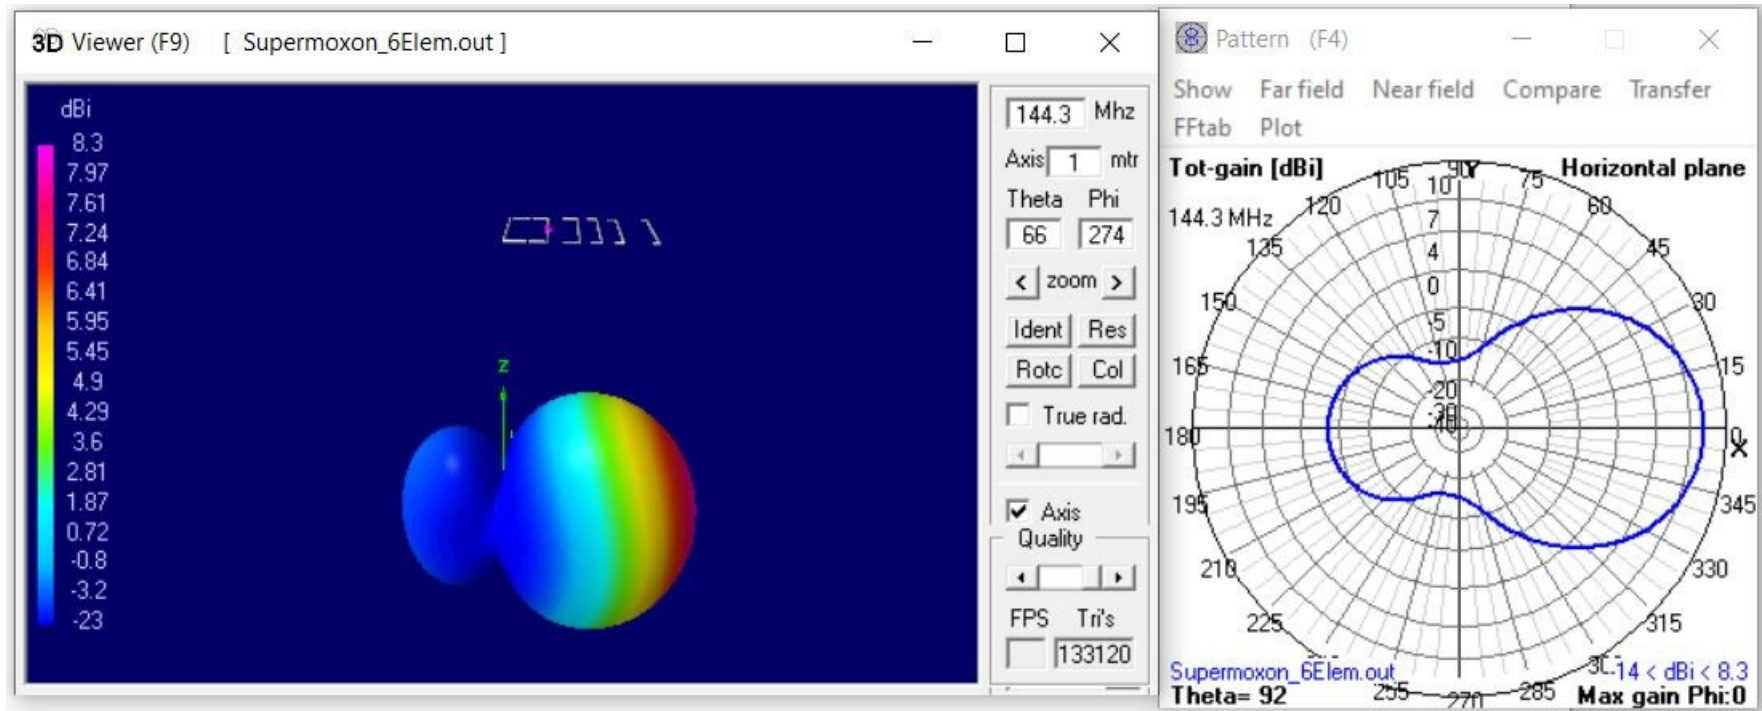 3D Viewer (F9) [ Supermoxon_6Elem.out ]
dBi
8.3
7.97
7.61
7.24
6.84
6.41
5.95
5.45
4.9
4.29
3.6
2.81
1.87
0.72
-0.8
-3.2
-23
Z
144.3 Mhz
Axis 1 mtr
Theta Phi
66 274
< zoom >
Ident Res
Rotc Col
True rad.
Axis
Quality
FPS Tri's
133120
Pattern (F4)
Show Far field Near field Compare Transfer
FFtab Plot
Tot-gain [dBi]
Horizontal plane
144.3 MHz
105 90 Y 75
120 10 60
135 7 45
4
150 0 30
-5
165 -10 15
-20
-30
180 0 X
195 345
210 330
225 315
255 270 285
Supermoxon_6Elem.out
-14 < dBi < 8.3
Theta= 92
Max gain Phi:0